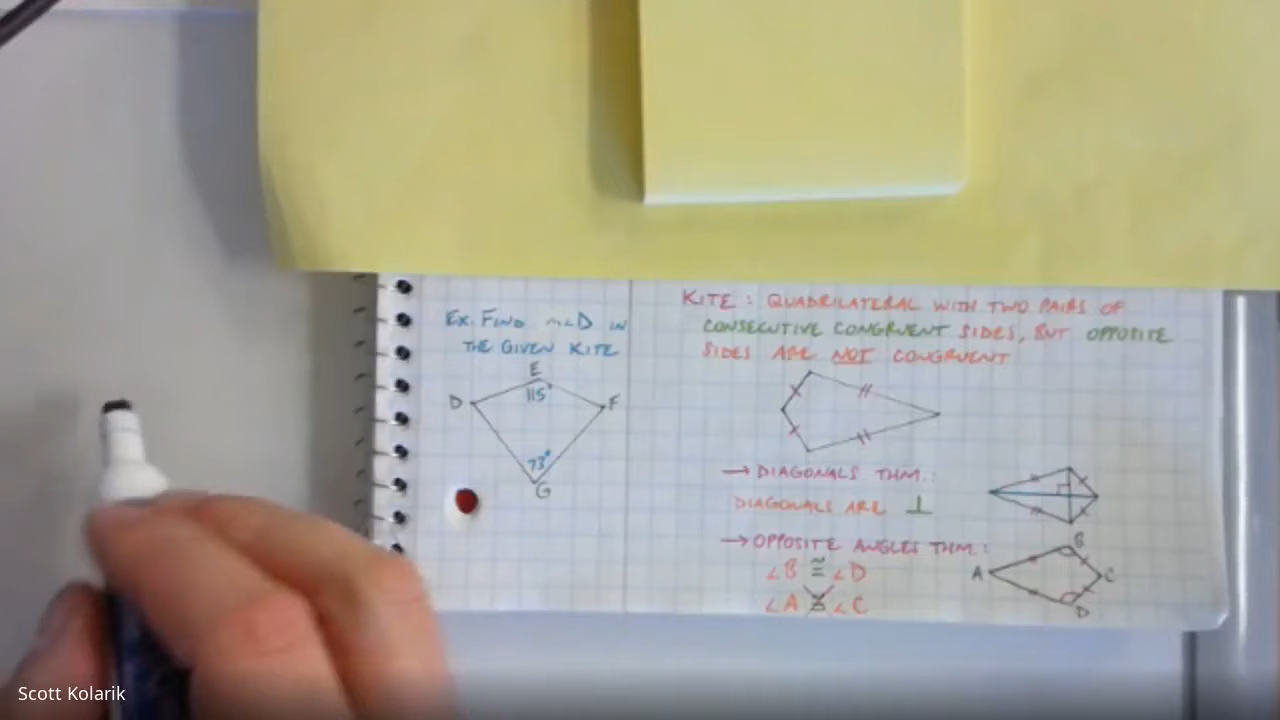 EX. FIND m∠D IN
THE GIVEN KITE
E
115°
D
F
73°
G
KITE: QUADRILATERAL WITH TWO PAIRS OF
CONSECUTIVE CONGRUENT SIDES, BUT OPPOSITE
SIDES ARE NOT CONGRUENT
→ DIAGONALS THM.:
DIAGONALS ARE ⊥
→ OPPOSITE ANGLES THM.:
∠B ≅ ∠D
∠A ≇ ∠C
B
A
C
D
Scott Kolarik